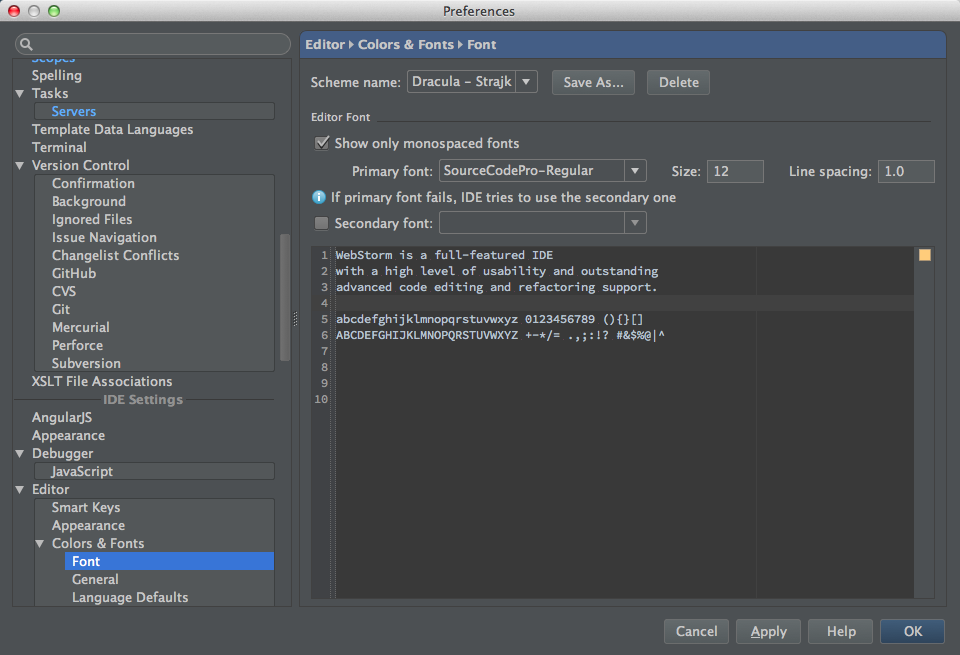 Preferences
Scopes
Spelling
Tasks
Servers
Template Data Languages
Terminal
Version Control
Confirmation
Background
Ignored Files
Issue Navigation
Changelist Conflicts
GitHub
CVS
Git
Mercurial
Perforce
Subversion
XSLT File Associations
IDE Settings
AngularJS
Appearance
Debugger
JavaScript
Editor
Smart Keys
Appearance
Colors & Fonts
Font
General
Language Defaults
Editor Colors & Fonts Font
Scheme name: Dracula - Strajk Save As... Delete
Editor Font
Show only monospaced fonts
Primary font: SourceCodePro-Regular Size: 12 Line spacing: 1.0
If primary font fails, IDE tries to use the secondary one
Secondary font:
1 WebStorm is a full-featured IDE
2 with a high level of usability and outstanding
3 advanced code editing and refactoring support.
4
5 abcdefghijklmnopqrstuvwxyz 0123456789 (){}[]
6 ABCDEFGHIJKLMNOPQRSTUVWXYZ +-*/= .,;:!? #&$%@|^
7
8
9
10
Cancel Apply Help OK